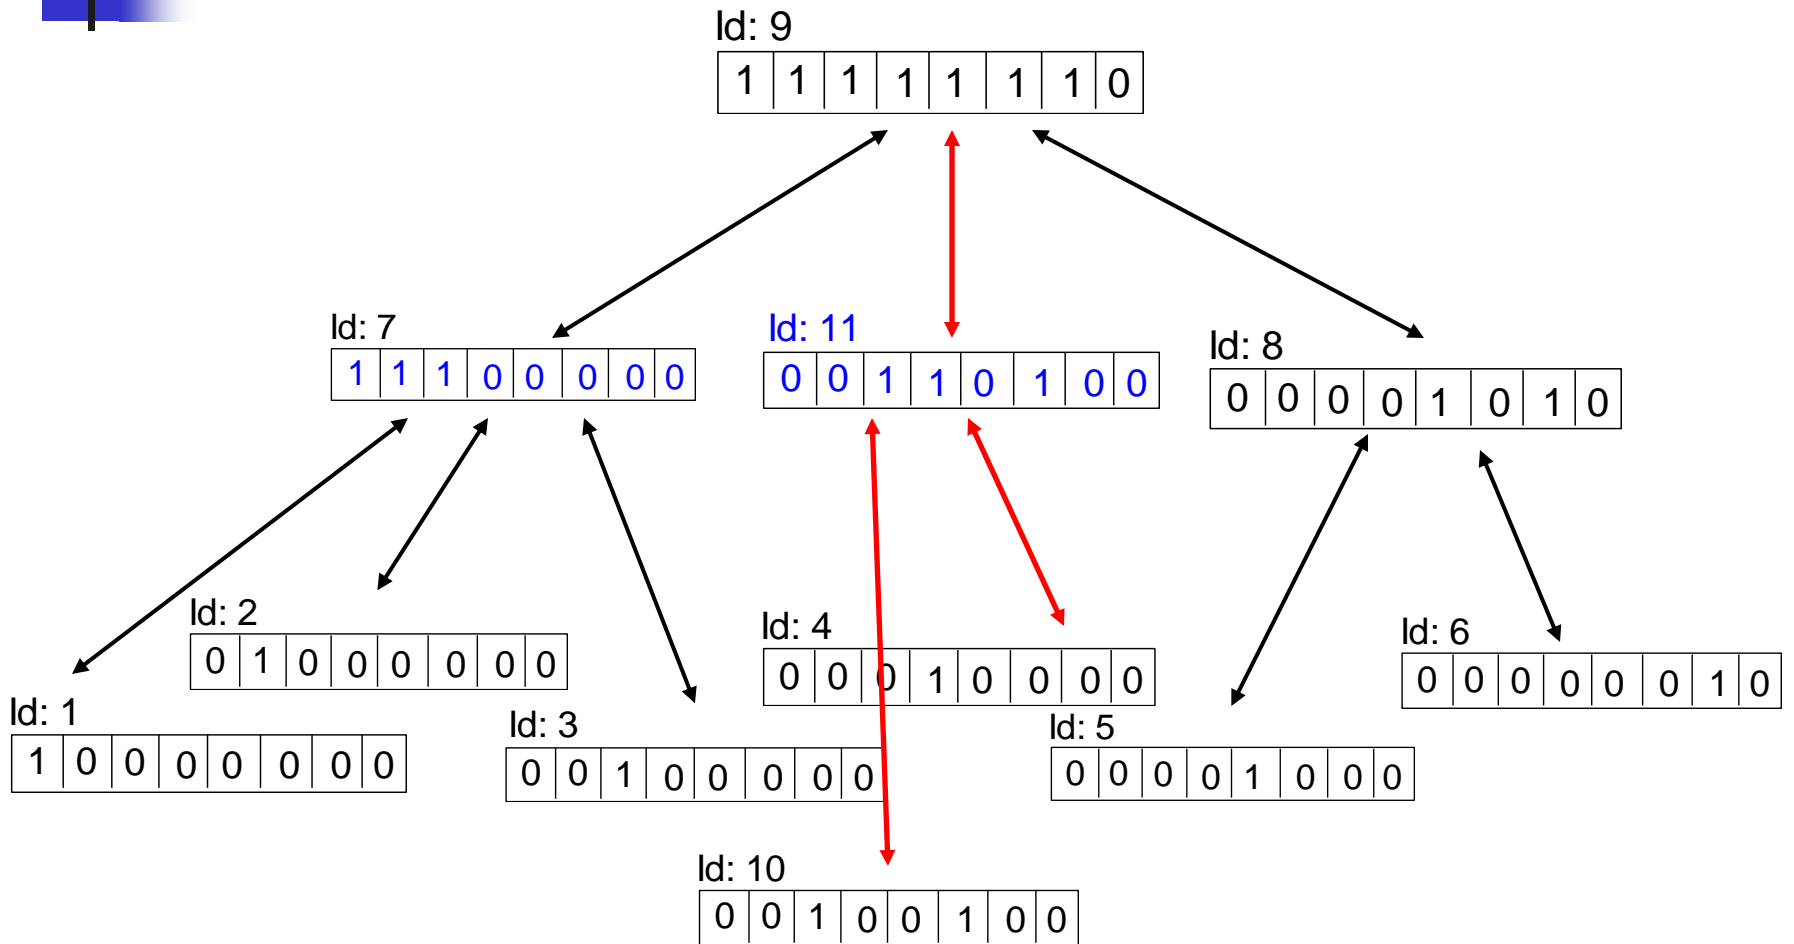 Id: 9
1 1 1 1 1 1 1 0
Id: 7
1 1 1 0 0 0 0 0
Id: 11
0 0 1 1 0 1 0 0
Id: 8
0 0 0 0 1 0 1 0
Id: 2
0 1 0 0 0 0 0 0
Id: 4
0 0 0 1 0 0 0 0
Id: 6
0 0 0 0 0 0 1 0
Id: 1
1 0 0 0 0 0 0 0
Id: 3
0 0 1 0 0 0 0 0
Id: 5
0 0 0 0 1 0 0 0
Id: 10
0 0 1 0 0 1 0 0